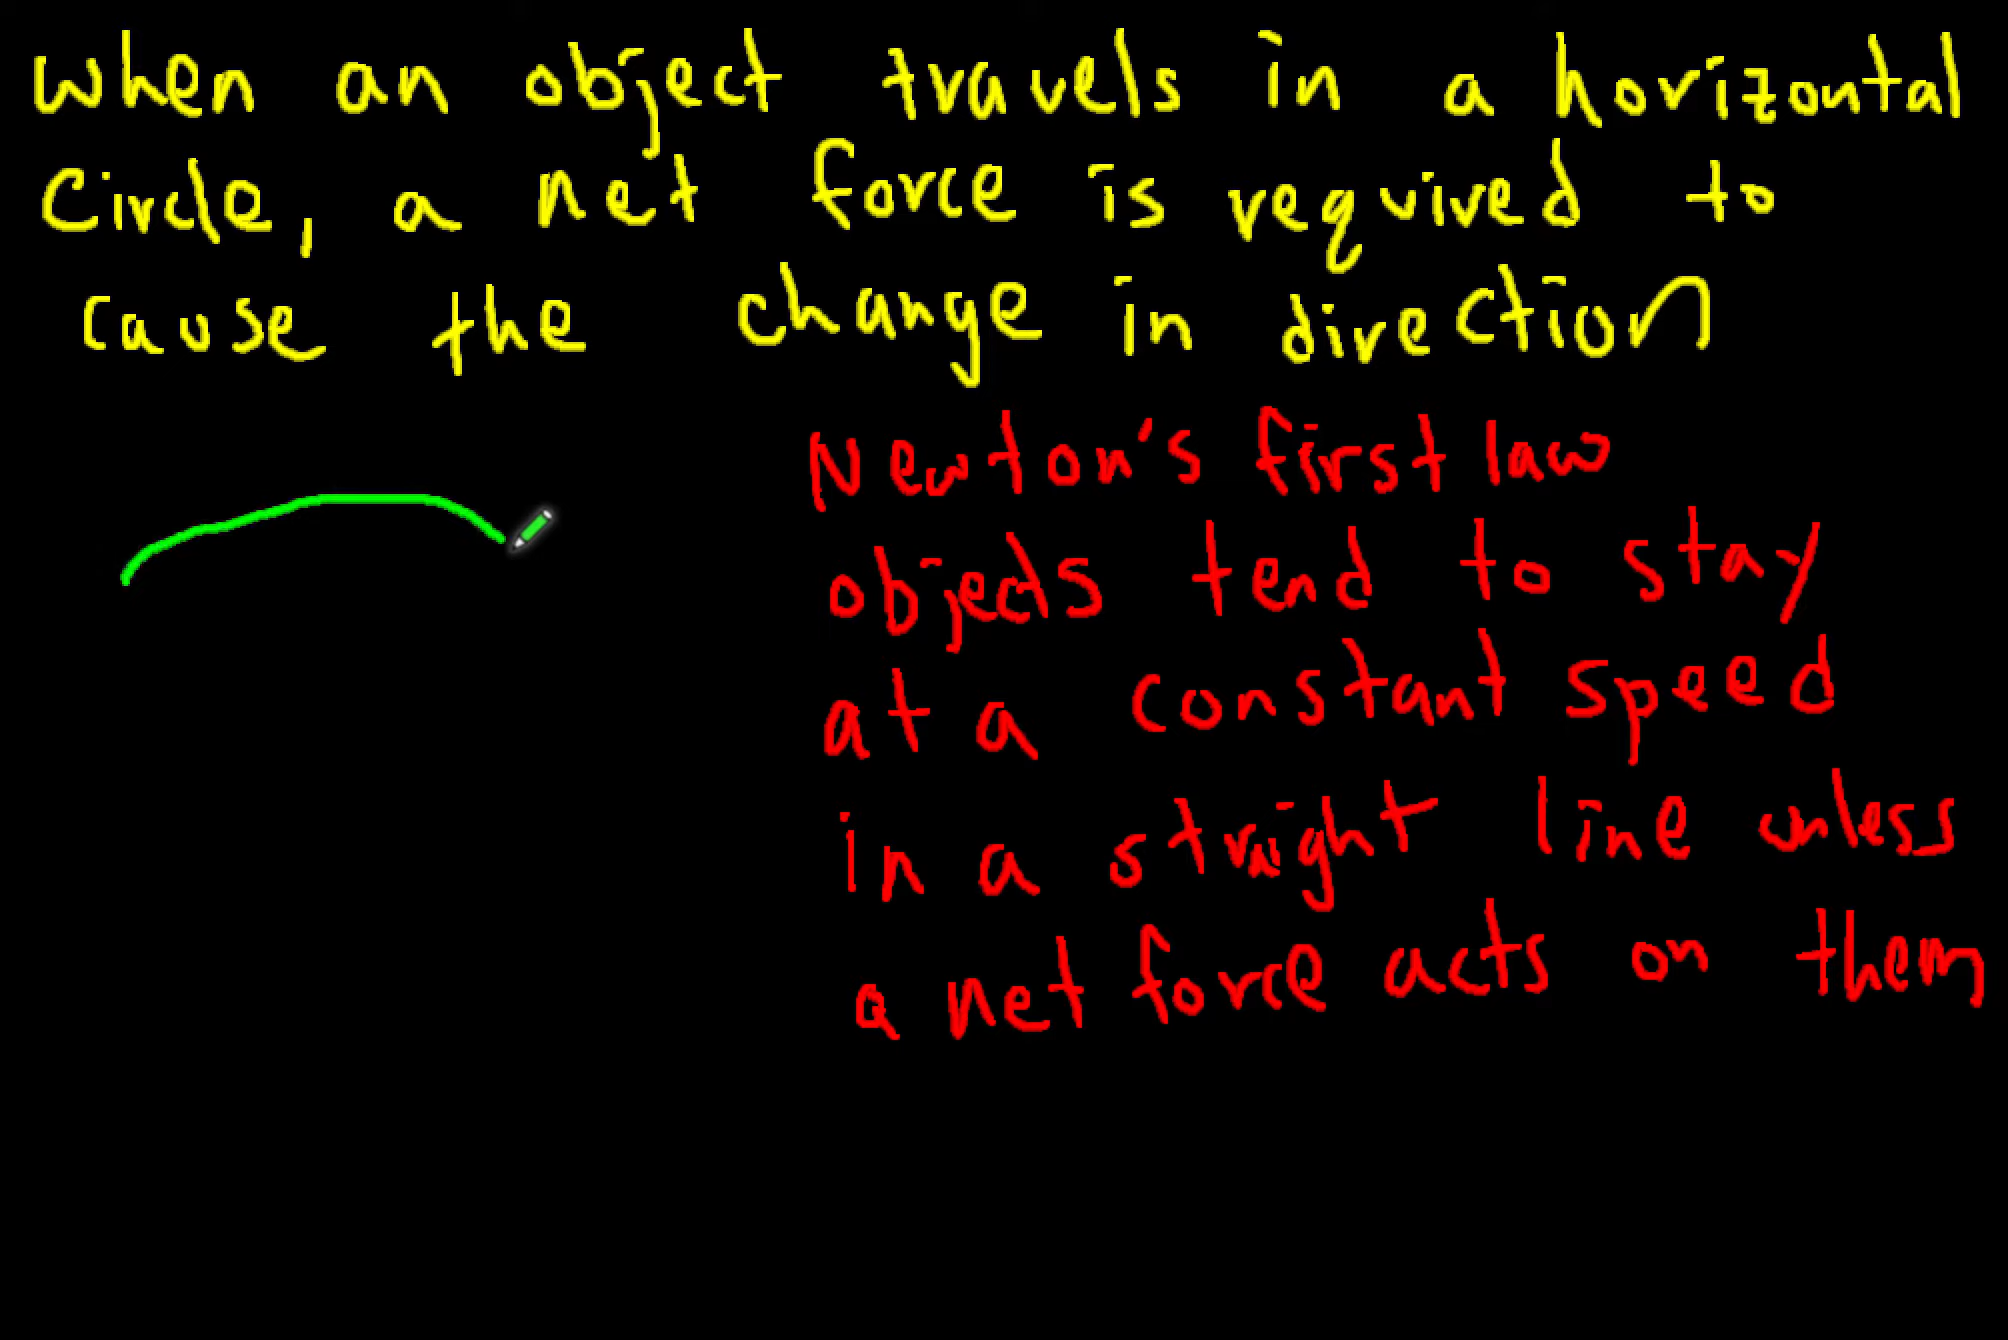 when an object travels in a horizontal
Circle, a net force is required to
cause the change in direction
Newton's first law
objects tend to stay
at a constant speed
in a straight line unless
a net force acts on them